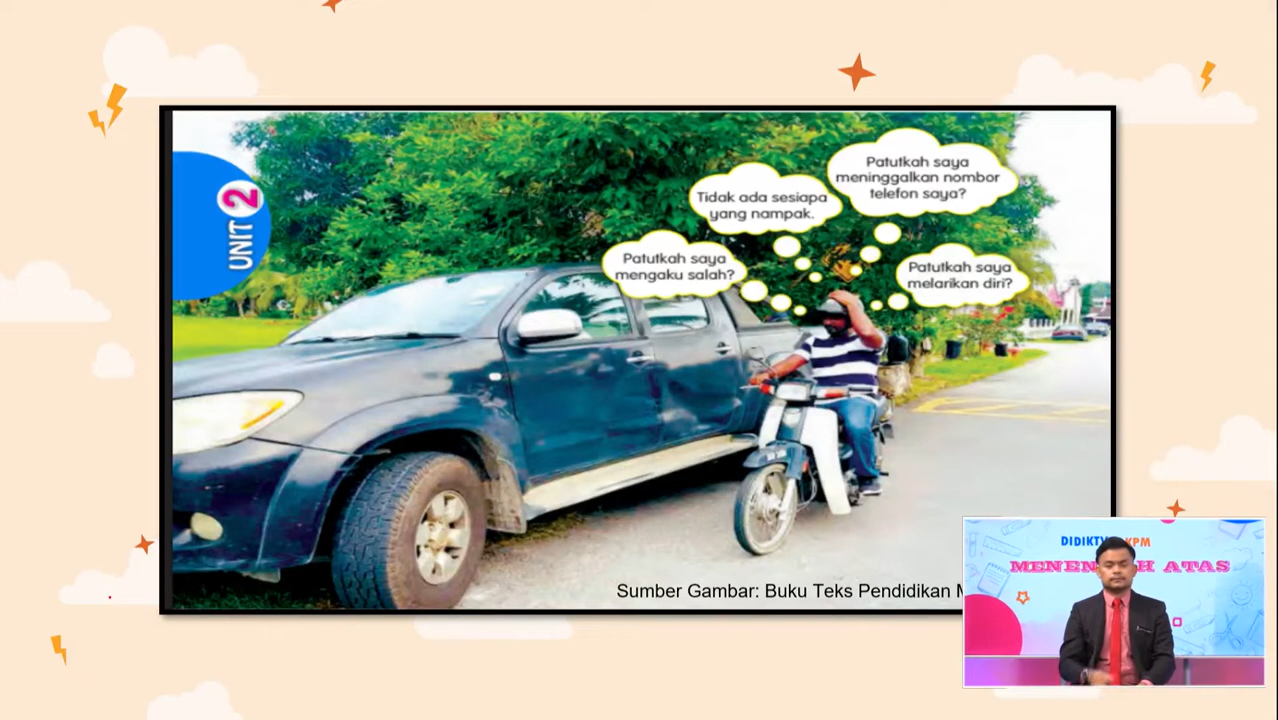 UNIT 2
Patutkah saya
meninggalkan nombor
telefon saya?
Tidak ada sesiapa
yang nampak.
Patutkah saya
mengaku salah?
Patutkah saya
melarikan diri?
Sumber Gambar: Buku Teks Pendidikan
DIDIKTV KPM
ATAS